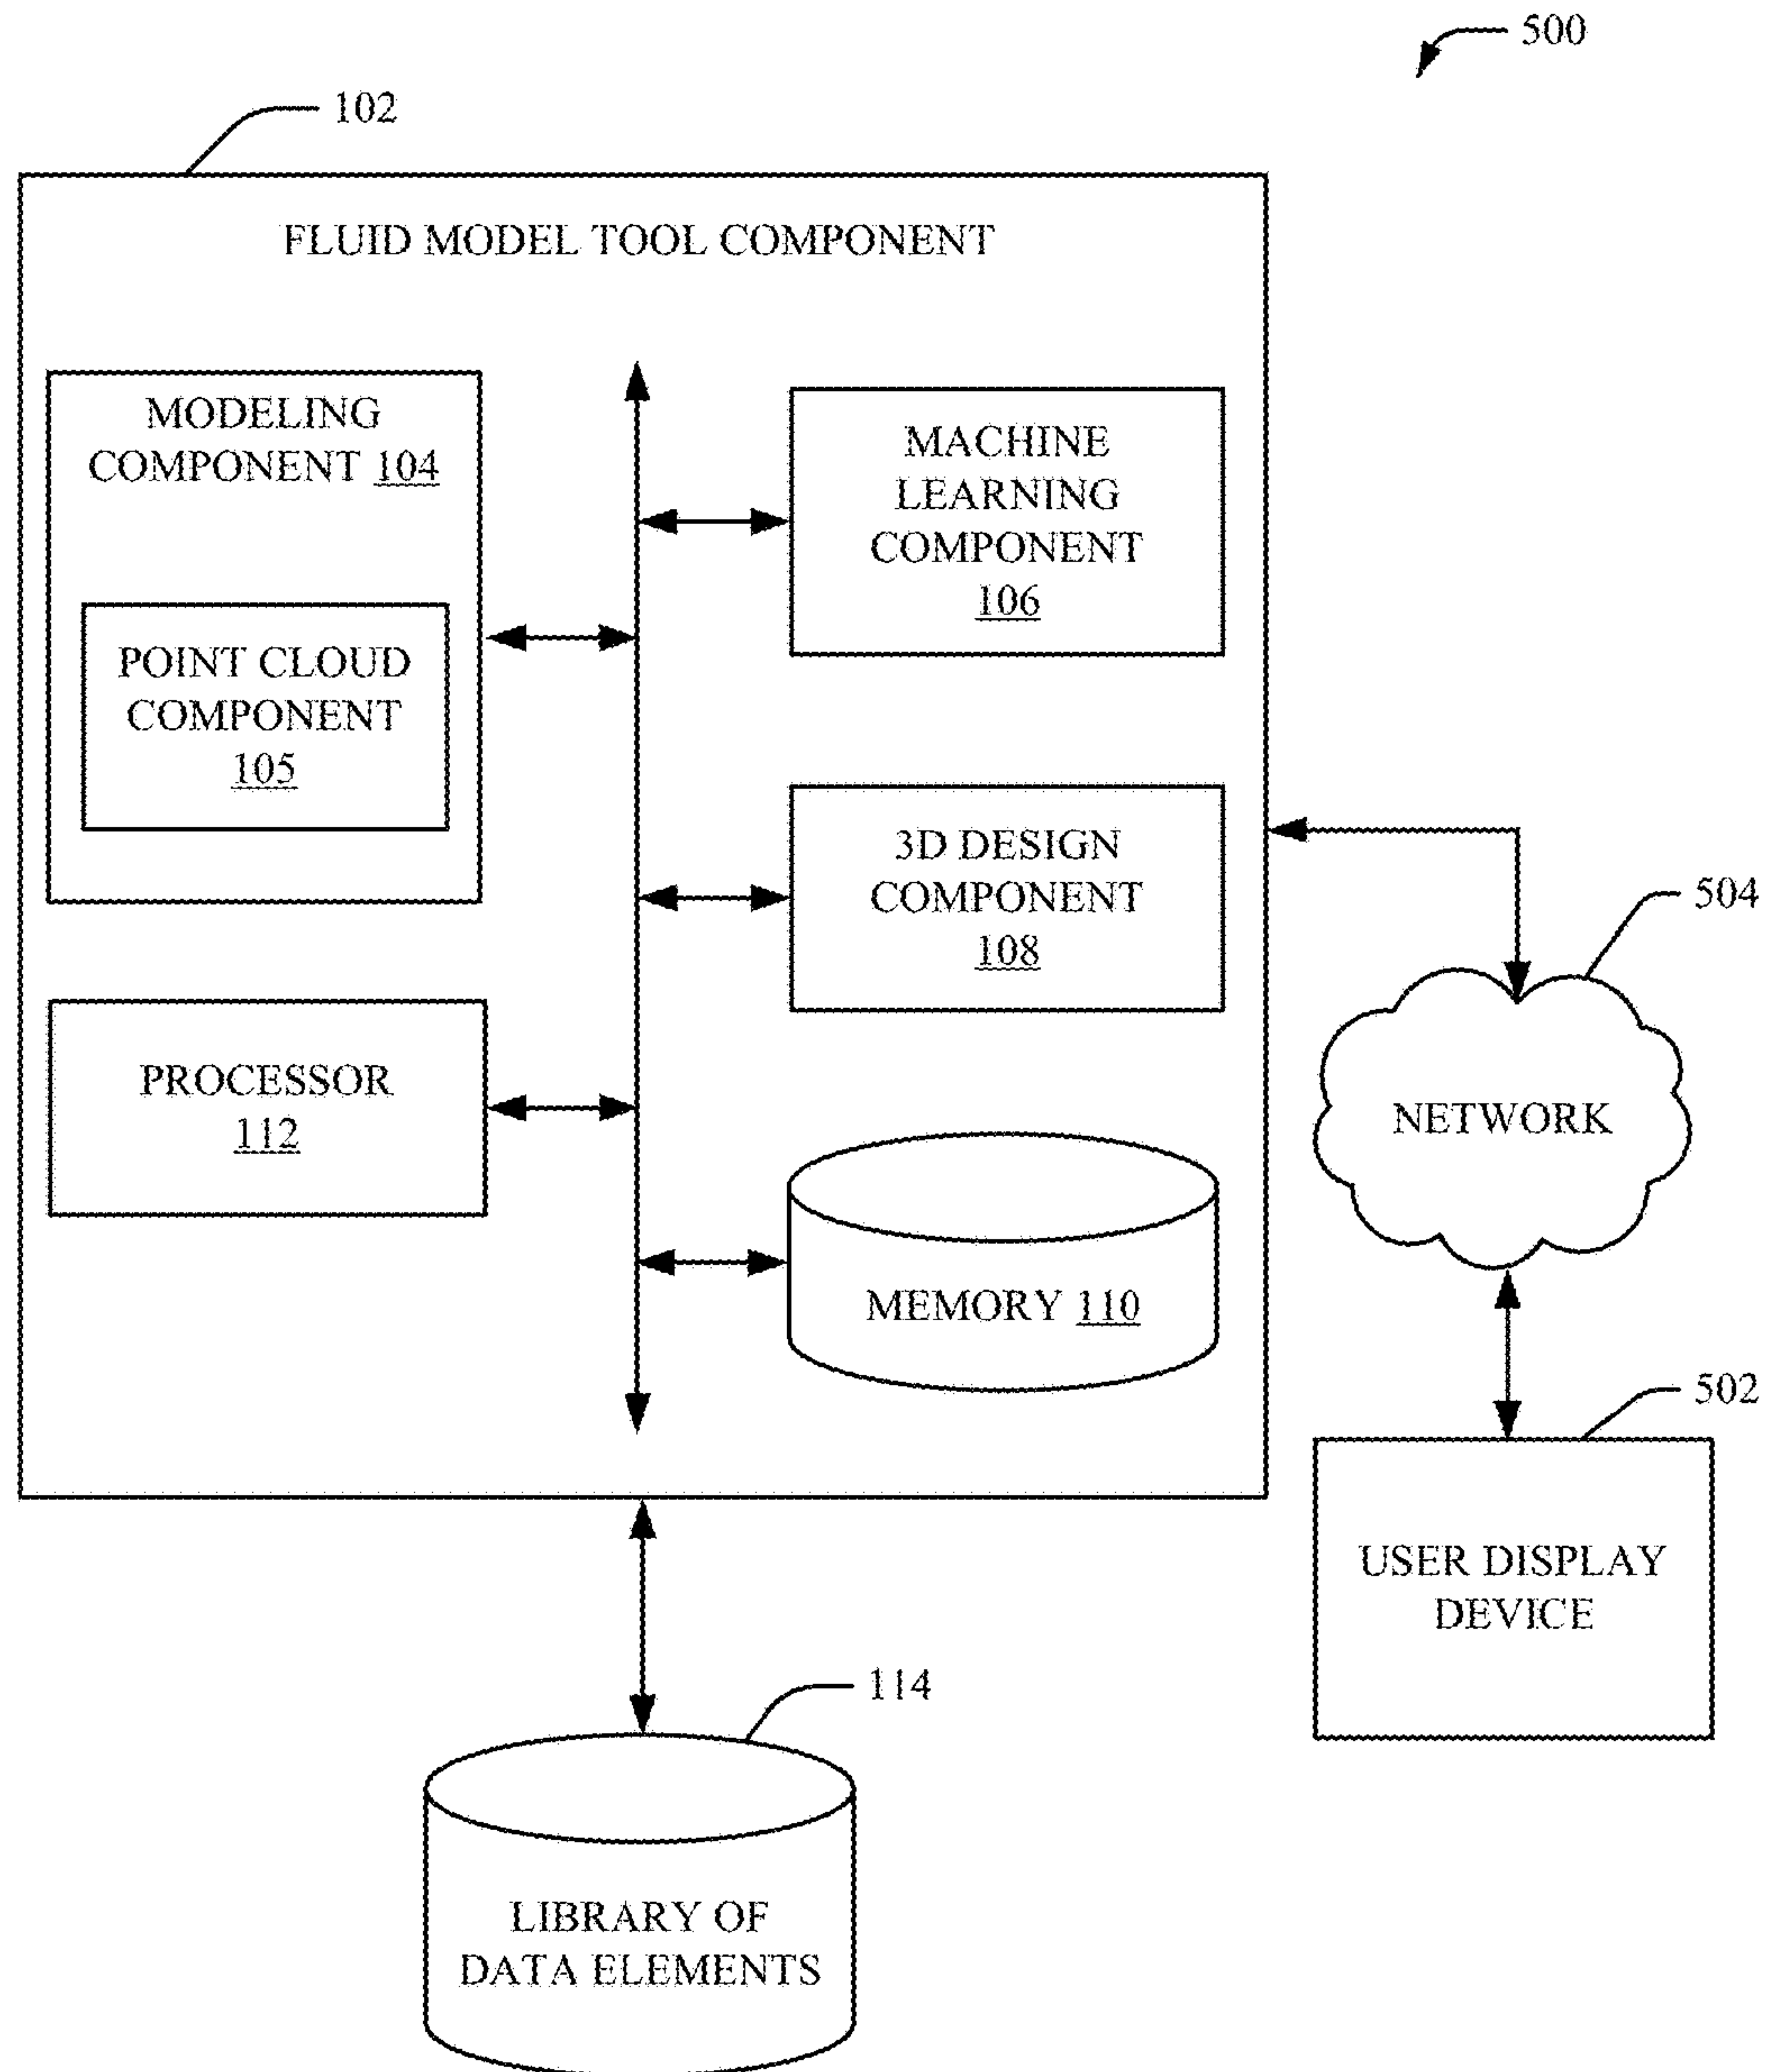 500
102
FLUID MODEL TOOL COMPONENT
MODELING
COMPONENT 104
POINT CLOUD
COMPONENT
105
MACHINE
LEARNING
COMPONENT
106
3D DESIGN
COMPONENT
108
PROCESSOR
112
MEMORY 110
504
NETWORK
502
USER DISPLAY
DEVICE
114
LIBRARY OF
DATA ELEMENTS